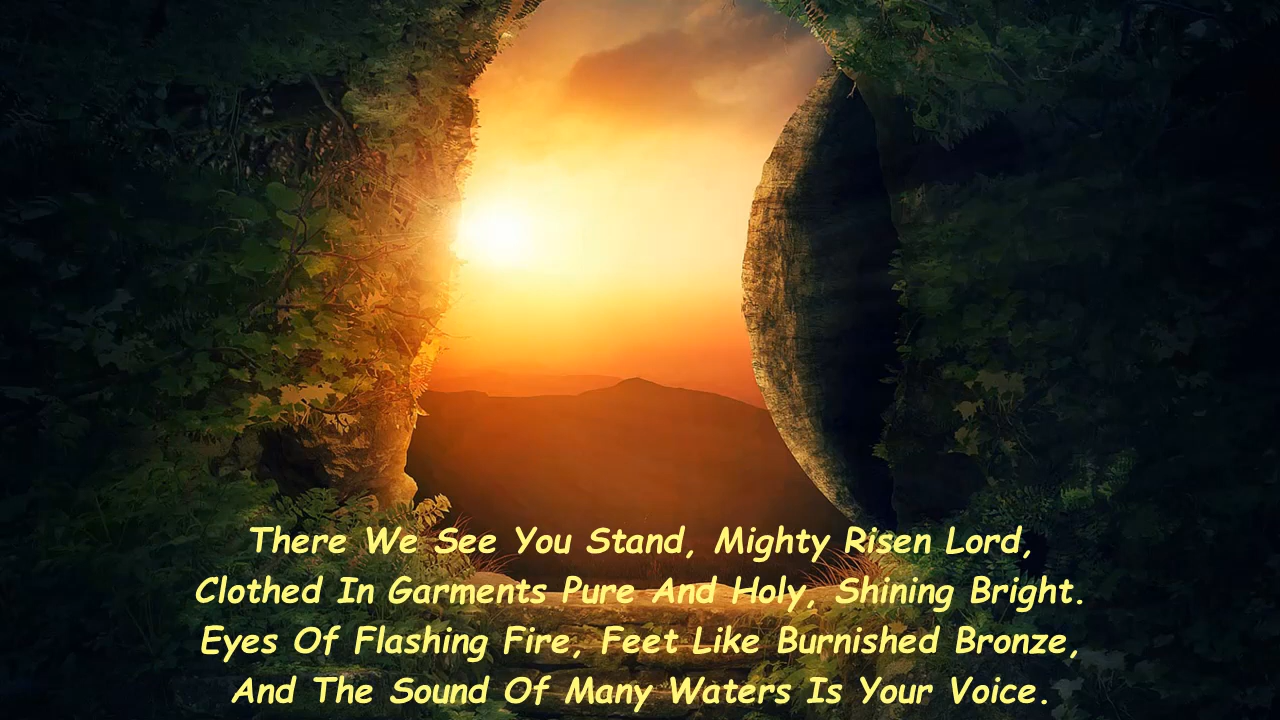 There We See You Stand, Mighty Risen Lord,
Clothed In Garments Pure And Holy, Shining Bright.
Eyes Of Flashing Fire, Feet Like Burnished Bronze,
And The Sound Of Many Waters Is Your Voice.